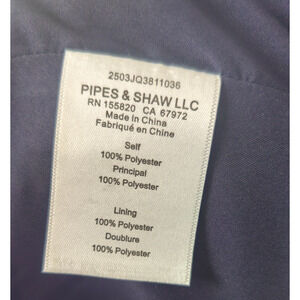 2503JQ3811036
PIPES & SHAW LLC
RN 155820 CA 67972
Made in China
Fabriqué en Chine
Self
100% Polyester
Principal
100% Polyester
Lining
100% Polyester
Doublure
100% Polyester